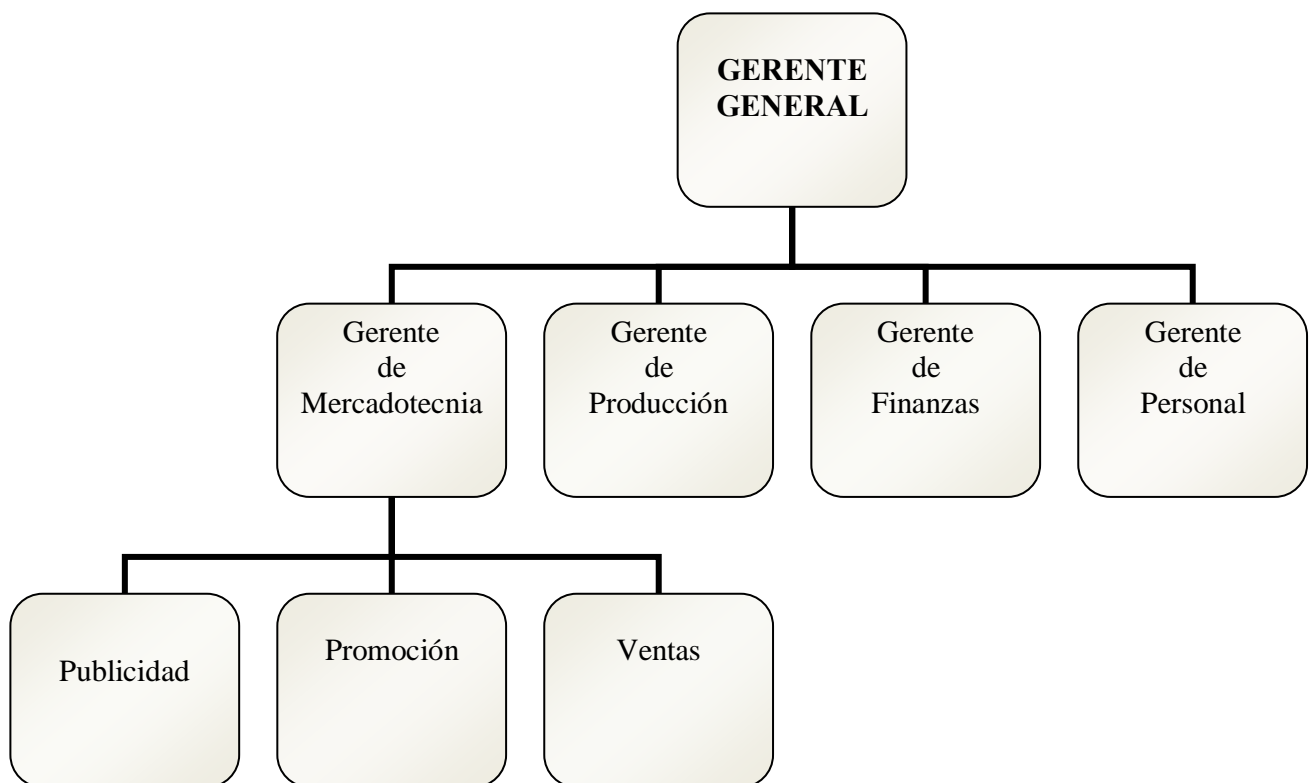 GERENTE
GENERAL
Gerente
de
Mercadotecnia
Gerente
de
Producción
Gerente
de
Finanzas
Gerente
de
Personal
Publicidad
Promoción
Ventas